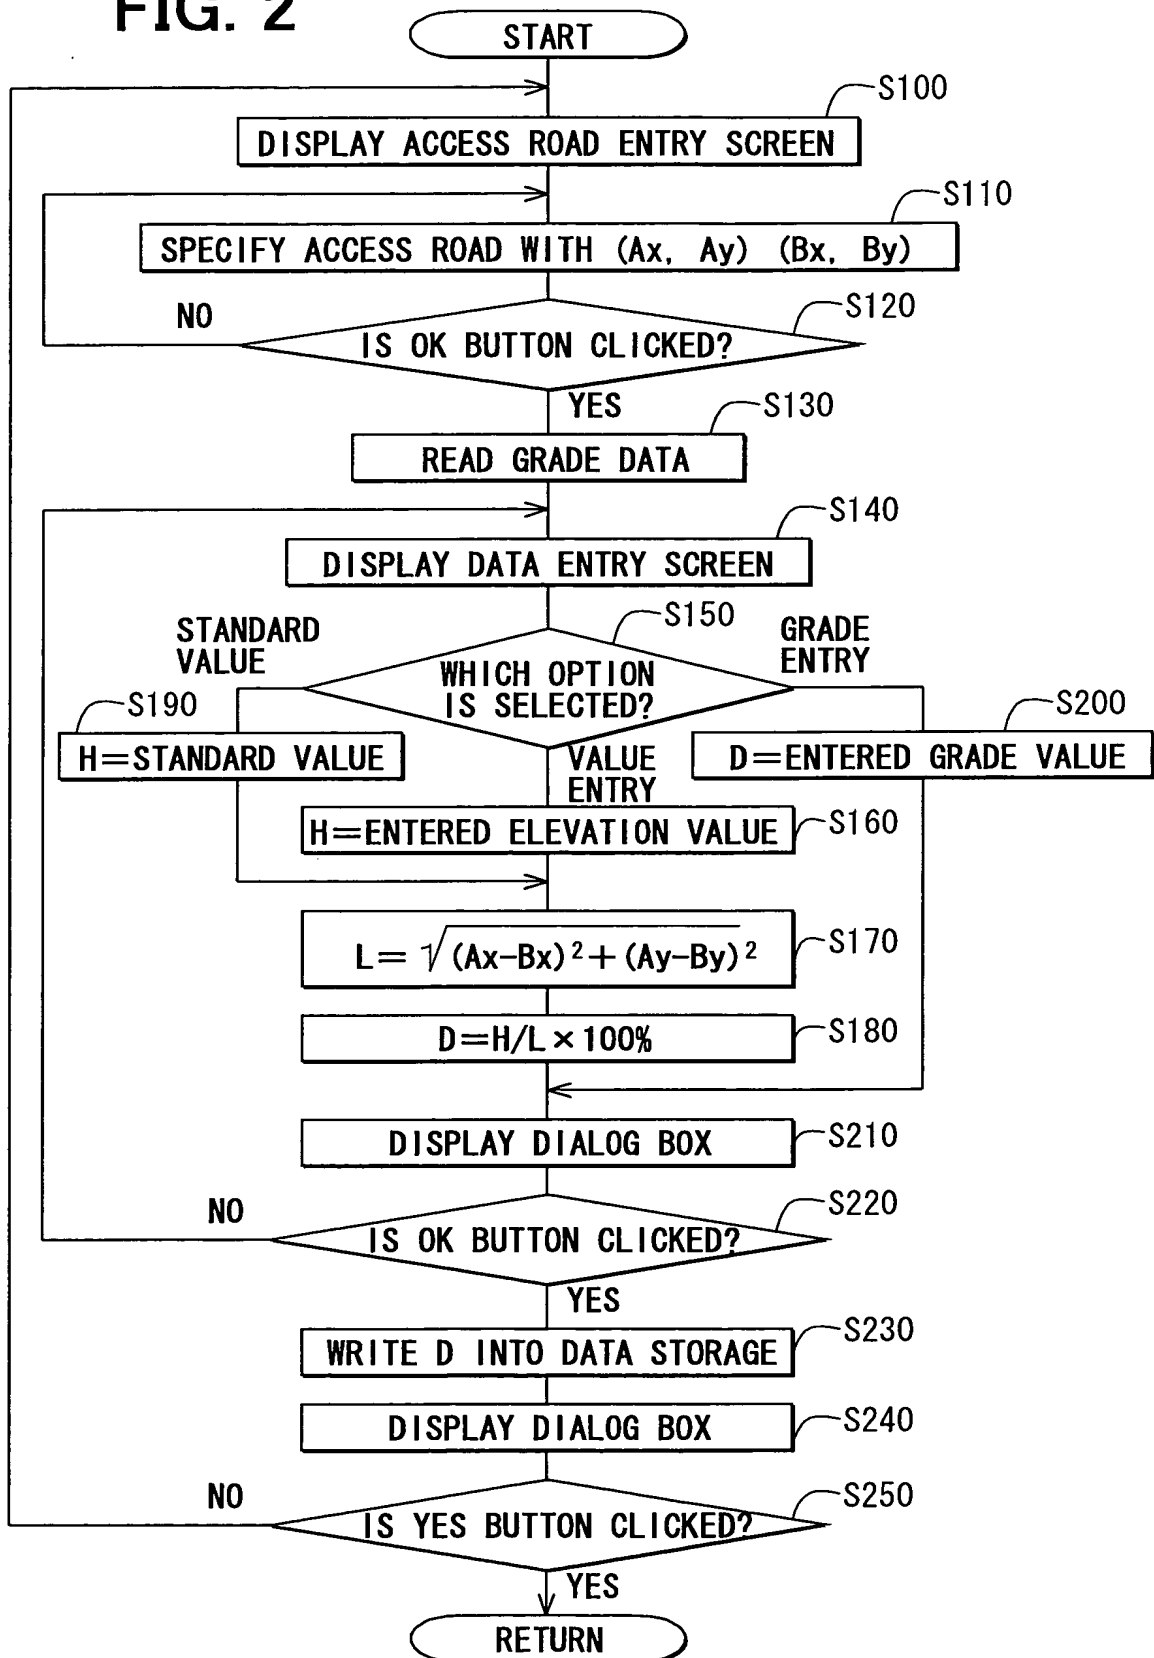 FIG. 2
START
S100
DISPLAY ACCESS ROAD ENTRY SCREEN
S110
SPECIFY ACCESS ROAD WITH (Ax, Ay) (Bx, By)
NO
S120
IS OK BUTTON CLICKED?
YES
S130
READ GRADE DATA
S140
DISPLAY DATA ENTRY SCREEN
S150
STANDARD
VALUE
GRADE
ENTRY
WHICH OPTION
IS SELECTED?
S190
S200
H=STANDARD VALUE
VALUE
ENTRY
D=ENTERED GRADE VALUE
H=ENTERED ELEVATION VALUE
S160
L=√(Ax-Bx)²+(Ay-By)²
S170
D=H/L×100%
S180
DISPLAY DIALOG BOX
S210
NO
S220
IS OK BUTTON CLICKED?
YES
S230
WRITE D INTO DATA STORAGE
DISPLAY DIALOG BOX
S240
NO
S250
IS YES BUTTON CLICKED?
YES
RETURN